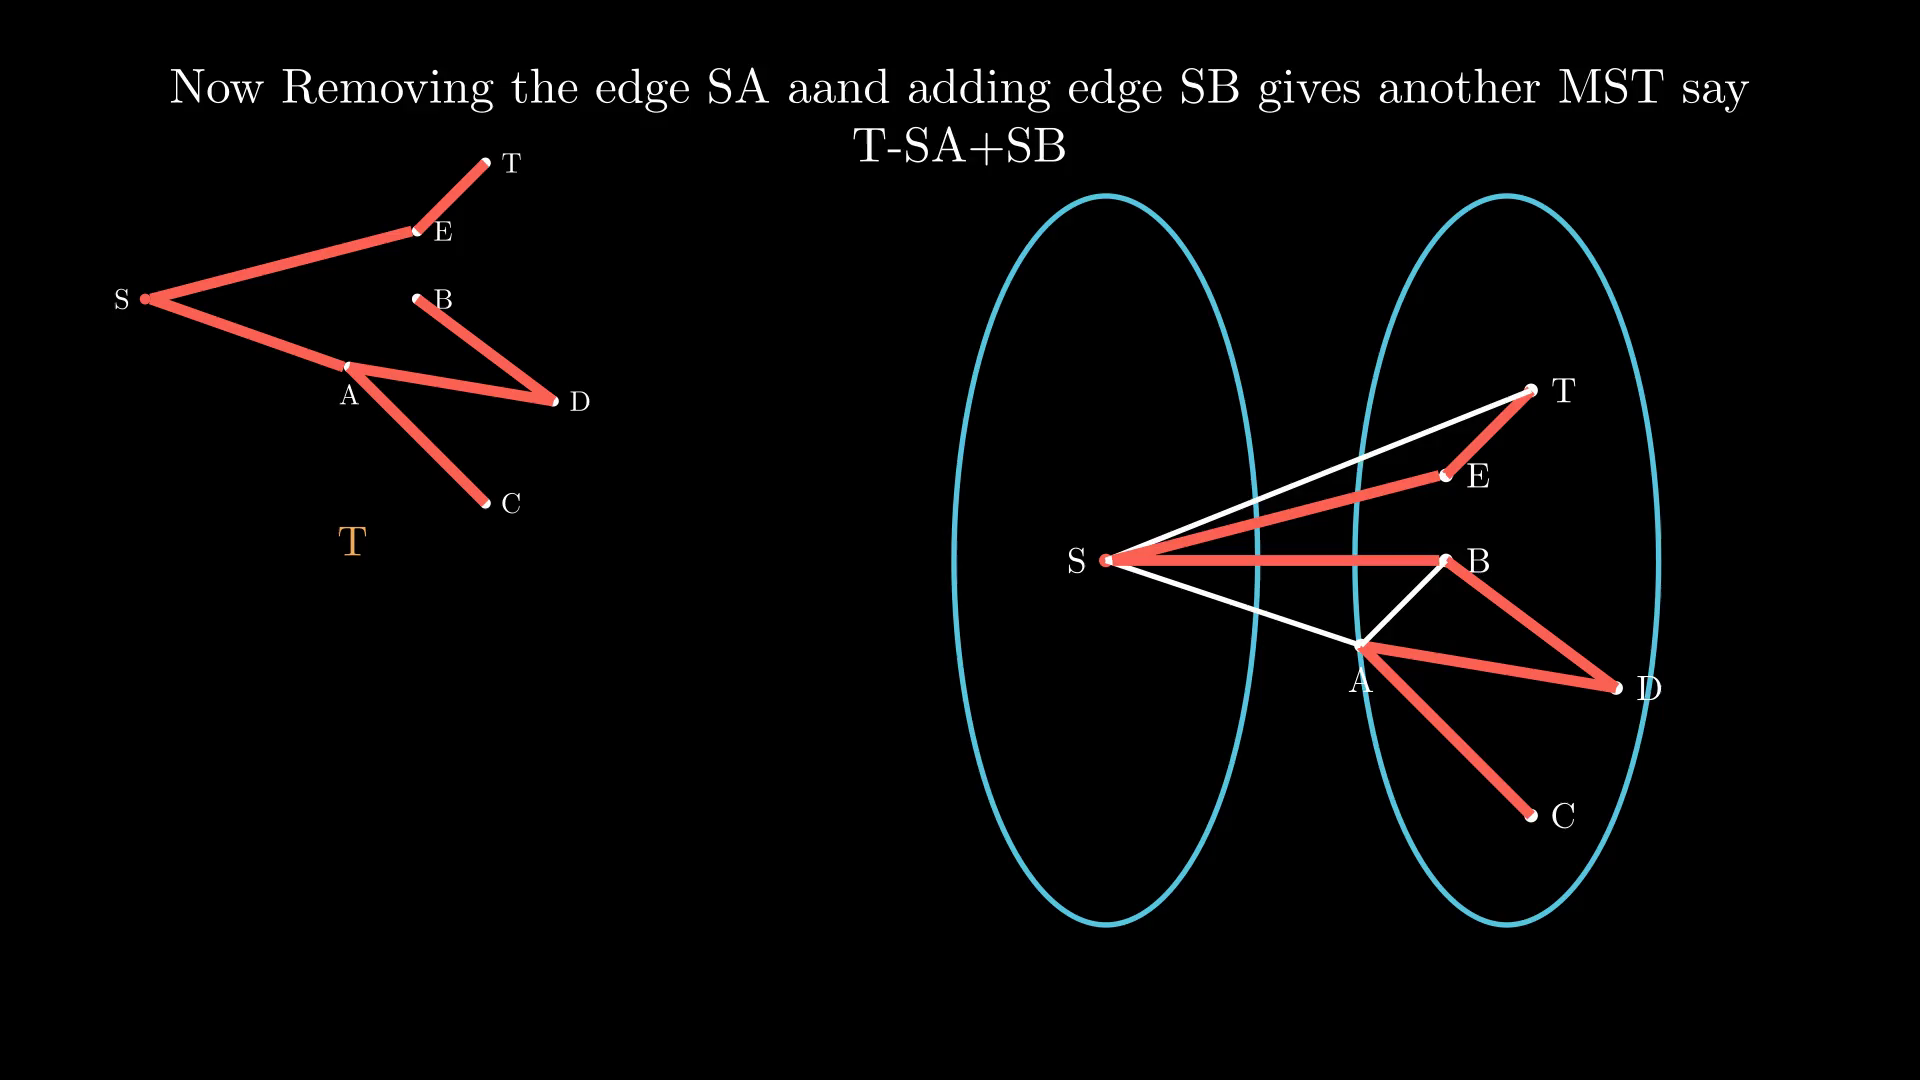 Now Removing the edge SA aand adding edge SB gives another MST say
T-SA+SB
T
E
S
B
A
D
C
T
T
E
S
B
A
D
C